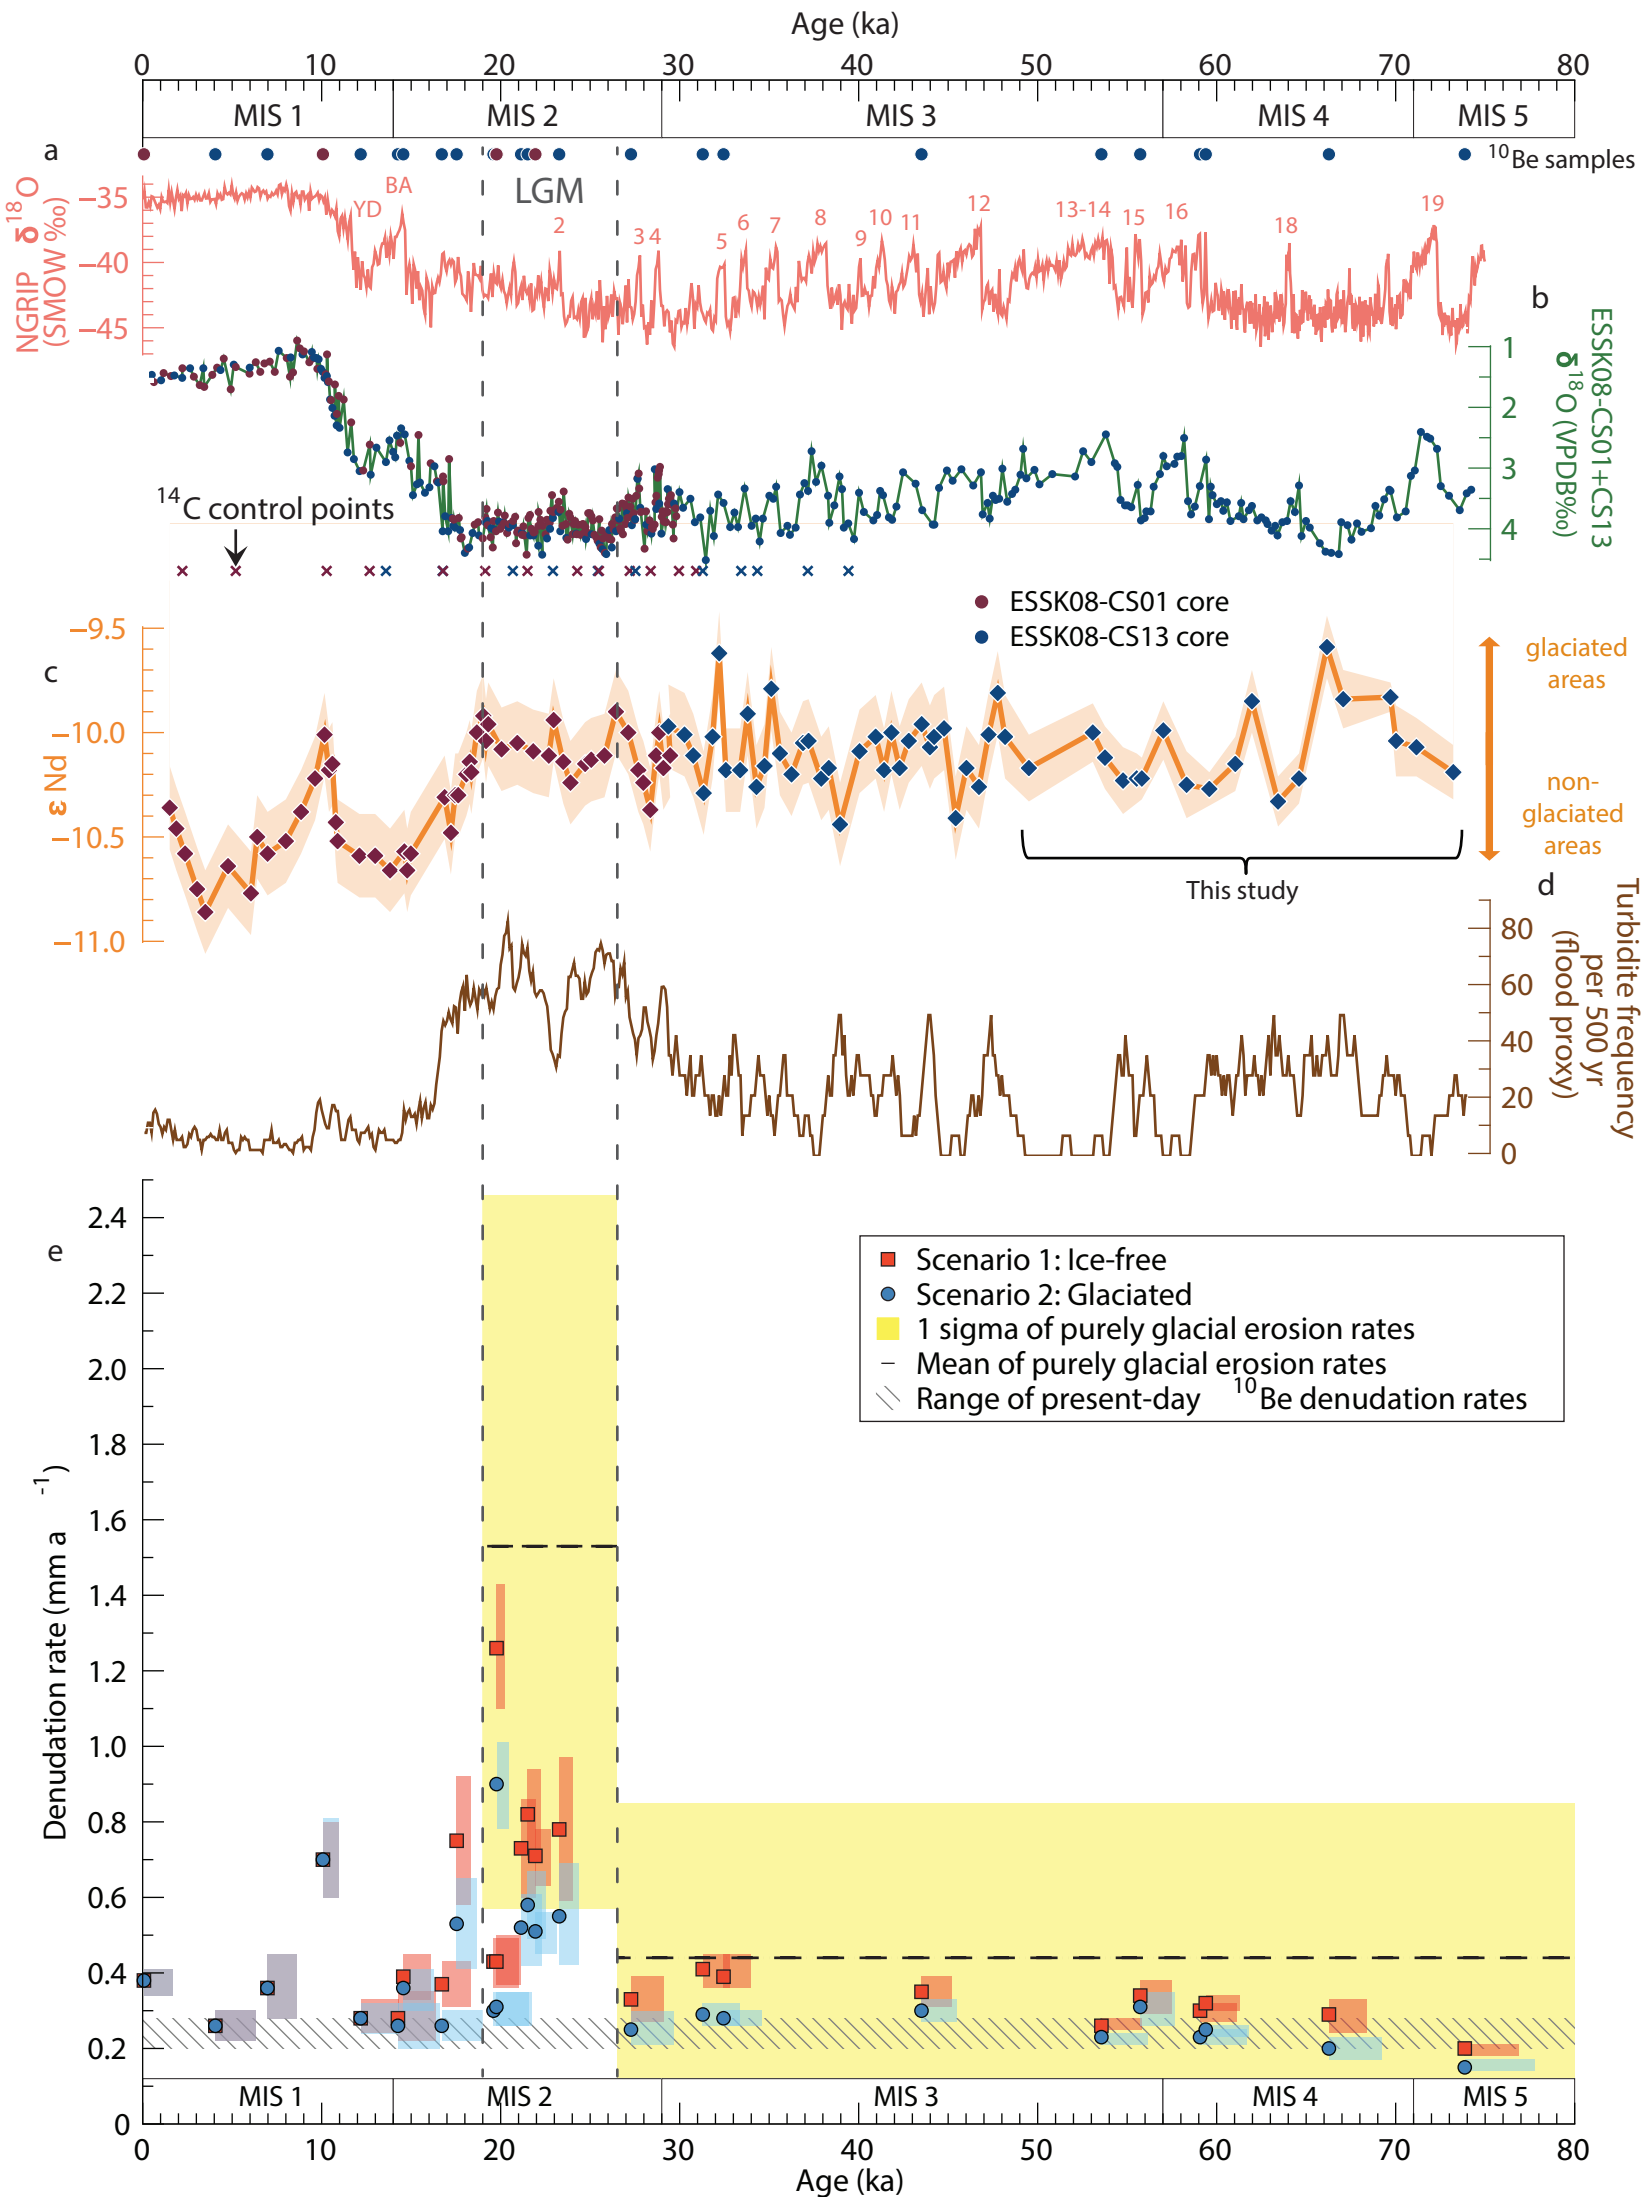 Age (ka)
0 10 20 30 40 50 60 70 80
MIS 1 MIS 2 MIS 3 MIS 4 MIS 5
a
10Be samples
NGRIP δ18O
(SMOW ‰)
−35
−40
−45
YD
BA
LGM
2 3 4 5 6 7 8 9 10 11 12 13-14 15 16 18 19
b
ESSK08-CS01+CS13
δ18O (VPDB‰)
1
2
3
4
14C control points
ESSK08-CS01 core
ESSK08-CS13 core
c
ε Nd
−9.5
−10.0
−10.5
−11.0
glaciated
areas
non-
glaciated
areas
This study
d
Turbidite frequency
per 500 yr
(flood proxy)
80
60
40
20
0
e
Denudation rate (mm a-1)
2.4
2.2
2.0
1.8
1.6
1.4
1.2
1.0
0.8
0.6
0.4
0.2
0
Scenario 1: Ice-free
Scenario 2: Glaciated
1 sigma of purely glacial erosion rates
Mean of purely glacial erosion rates
Range of present-day 10Be denudation rates
MIS 1 MIS 2 MIS 3 MIS 4 MIS 5
0 10 20 30 40 50 60 70 80
Age (ka)